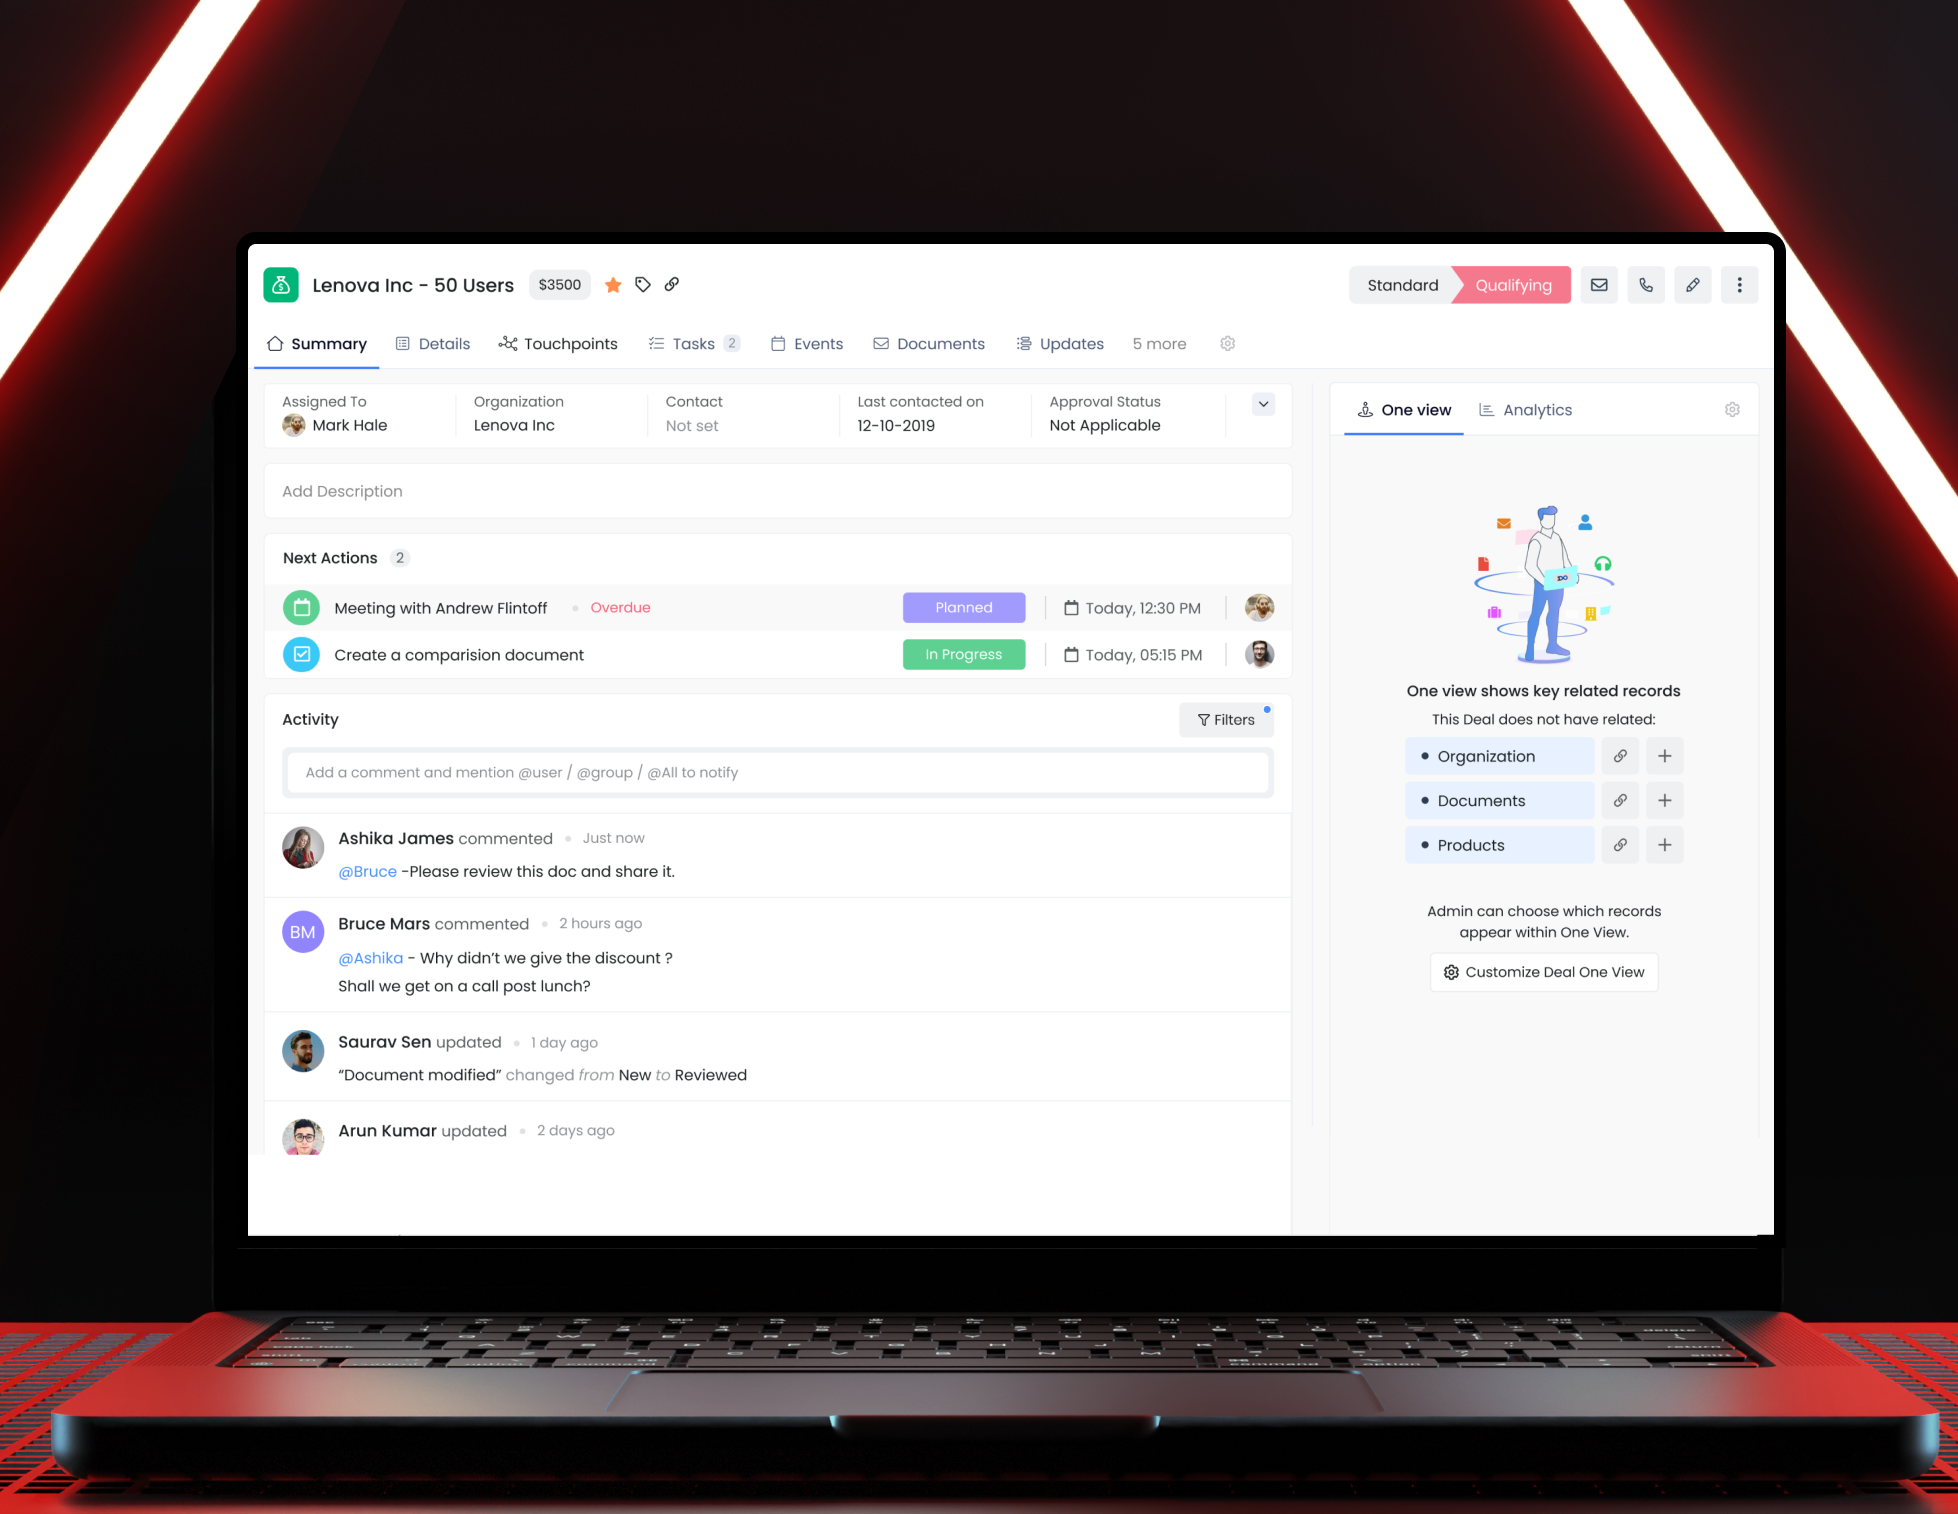 Lenova Inc - 50 Users $3500 Standard Qualifying
Summary Details Touchpoints Tasks 2 Events Documents Updates 5 more
Assigned To Organization Contact Last contacted on Approval Status
Mark Hale Lenova Inc Not set 12-10-2019 Not Applicable
Add Description
Next Actions 2
Meeting with Andrew Flintoff • Overdue Planned Today, 12:30 PM
Create a comparision document In Progress Today, 05:15 PM
Activity Filters
Add a comment and mention @user / @group / @All to notify
Ashika James commented • Just now
@Bruce -Please review this doc and share it.
BM
Bruce Mars commented • 2 hours ago
@Ashika - Why didn’t we give the discount ?
Shall we get on a call post lunch?
Saurav Sen updated • 1 day ago
“Document modified” changed from New to Reviewed
Arun Kumar updated • 2 days ago
One view Analytics
One view shows key related records
This Deal does not have related:
• Organization
• Documents
• Products
Admin can choose which records
appear within One View.
Customize Deal One View
esc
tab
command
command
option
delete
return
shift